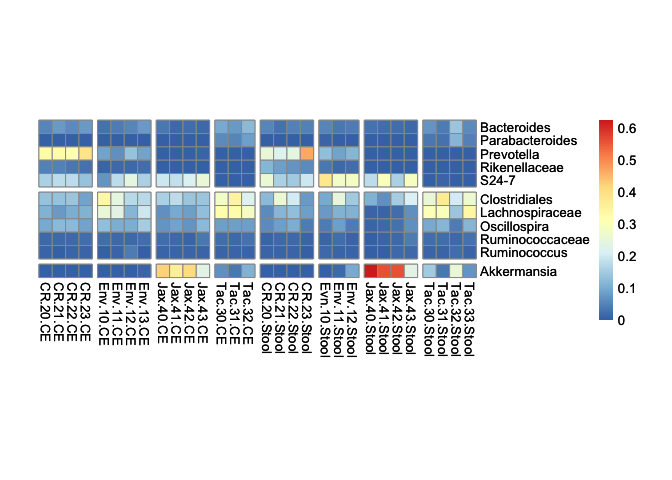 Bacteroides
Parabacteroides
Prevotella
Rikenellaceae
S24-7
Clostridiales
Lachnospiraceae
Oscillospira
Ruminococcaceae
Ruminococcus
Akkermansia
0.6
0.5
0.4
0.3
0.2
0.1
0
CR.20.CE
CR.21.CE
CR.22.CE
CR.23.CE
Env.10.CE
Env.11.CE
Env.12.CE
Env.13.CE
Jax.40.CE
Jax.41.CE
Jax.42.CE
Jax.43.CE
Tac.30.CE
Tac.31.CE
Tac.32.CE
CR.20.Stool
CR.21.Stool
CR.22.Stool
CR.23.Stool
Evn.10.Stool
Env.11.Stool
Env.12.Stool
Jax.40.Stool
Jax.41.Stool
Jax.42.Stool
Jax.43.Stool
Tac.30.Stool
Tac.31.Stool
Tac.32.Stool
Tac.33.Stool